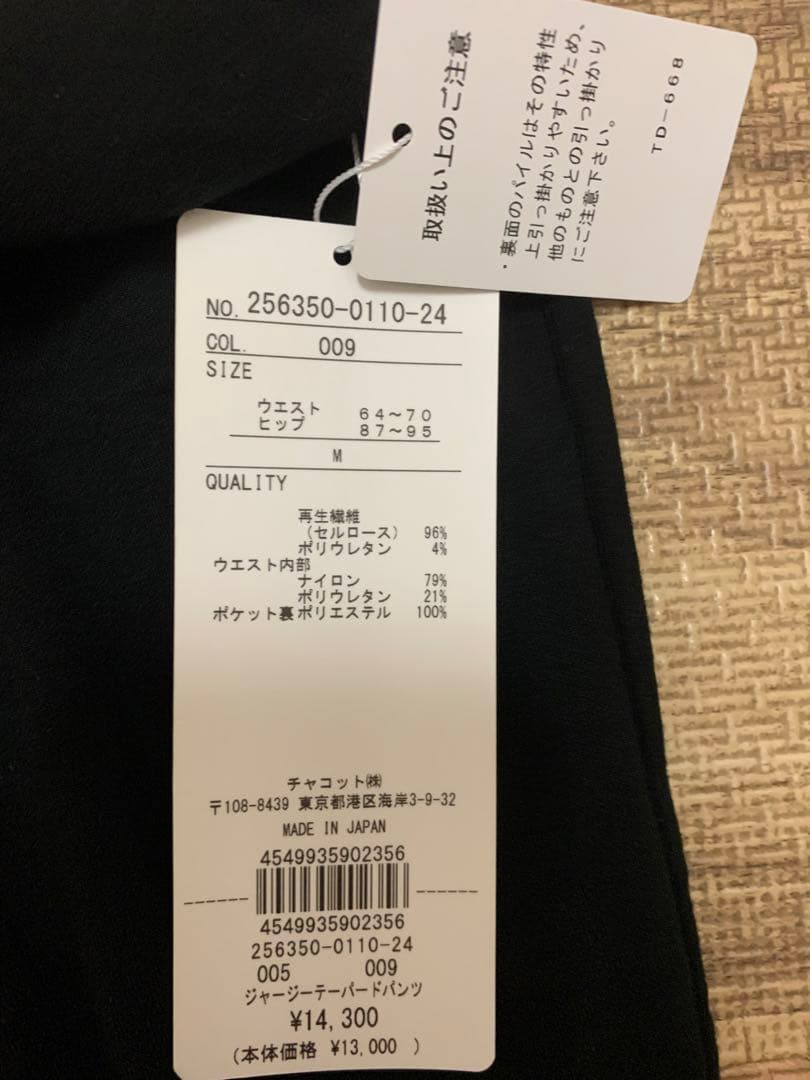 取扱い上のご注意
・裏面のパイルはその特性
上引っ掛かりやすいため、
他のものとの引っ掛かり
にご注意下さい。
TD-668
NO. 256350-0110-24
COL. 009
SIZE
ウエスト 64〜70
ヒップ 87〜95
M
QUALITY
再生繊維
(セルロース) 96%
ポリウレタン 4%
ウエスト内部
ナイロン 79%
ポリウレタン 21%
ポケット裏ポリエステル 100%
チャコット㈱
〒108-8439 東京都港区海岸3-9-32
MADE IN JAPAN
4549935902356
4549935902356
256350-0110-24
005 009
ジャージーテーパードパンツ
¥14,300
(本体価格 ¥13,000 )